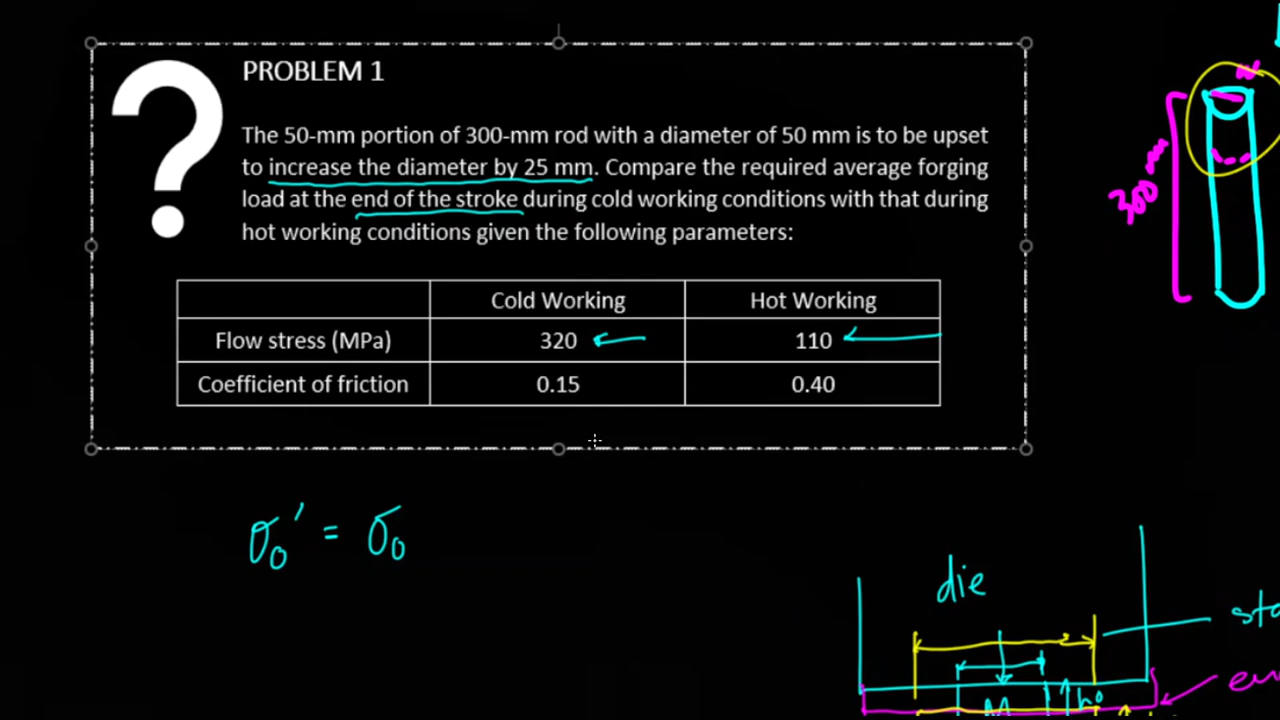 ?
PROBLEM 1
The 50-mm portion of 300-mm rod with a diameter of 50 mm is to be upset
to increase the diameter by 25 mm. Compare the required average forging
load at the end of the stroke during cold working conditions with that during
hot working conditions given the following parameters:
Cold Working Hot Working
Flow stress (MPa) 320 110
Coefficient of friction 0.15 0.40
300 mm
σ₀' = σ₀
die
h₀